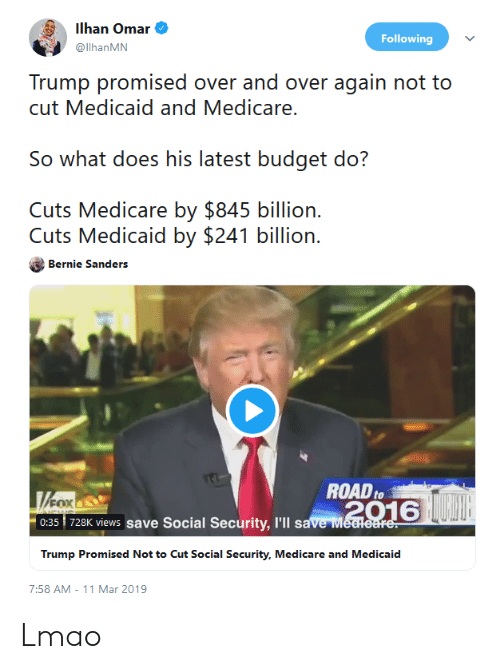 Ilhan Omar
@IlhanMN
Following
Trump promised over and over again not to
cut Medicaid and Medicare.
So what does his latest budget do?
Cuts Medicare by $845 billion.
Cuts Medicaid by $241 billion.
Bernie Sanders
ROAD to
2016
FOX
NEWS
0:35 728K views save Social Security, I'll save Medicare.
Trump Promised Not to Cut Social Security, Medicare and Medicaid
7:58 AM - 11 Mar 2019
Lmao